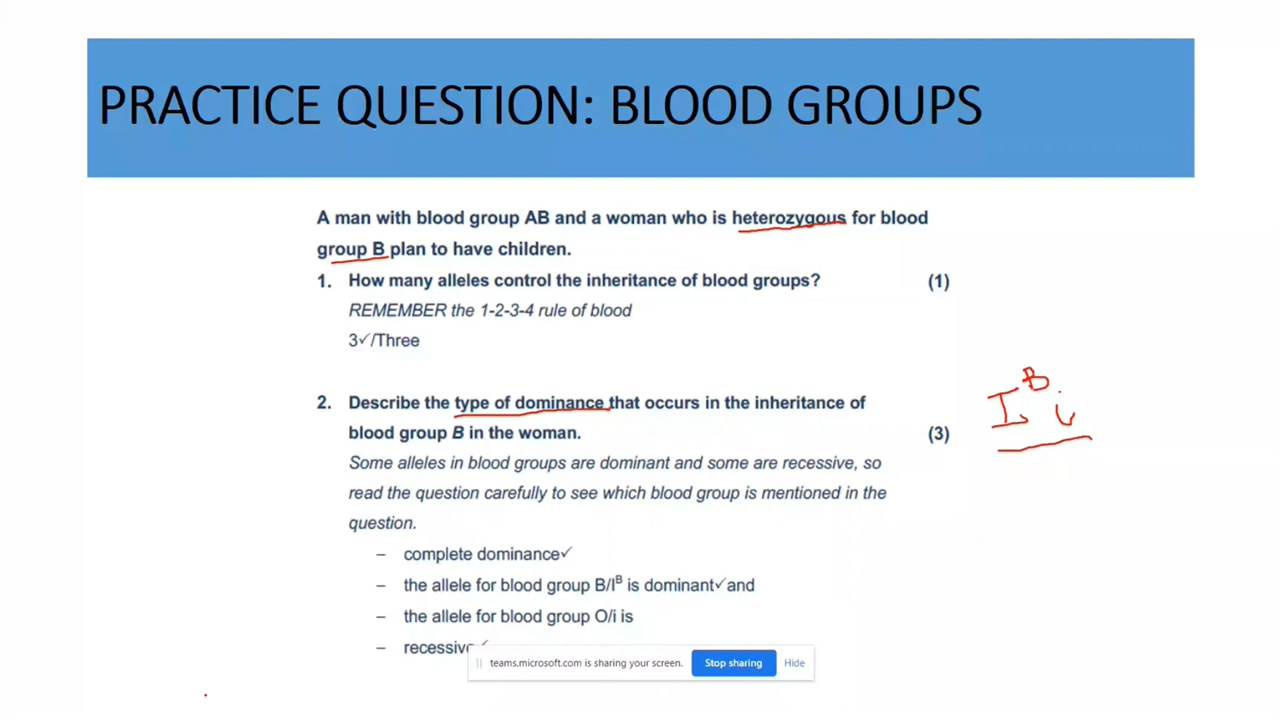 PRACTICE QUESTION: BLOOD GROUPS
A man with blood group AB and a woman who is heterozygous for blood
group B plan to have children.
1. How many alleles control the inheritance of blood groups? (1)
REMEMBER the 1-2-3-4 rule of blood
3✓/Three
2. Describe the type of dominance that occurs in the inheritance of
blood group B in the woman. (3)
I^B i
Some alleles in blood groups are dominant and some are recessive, so
read the question carefully to see which blood group is mentioned in the
question.
– complete dominance✓
– the allele for blood group B/I^B is dominant✓and
– the allele for blood group O/i is
– recessive✓
teams.microsoft.com is sharing your screen. Stop sharing Hide